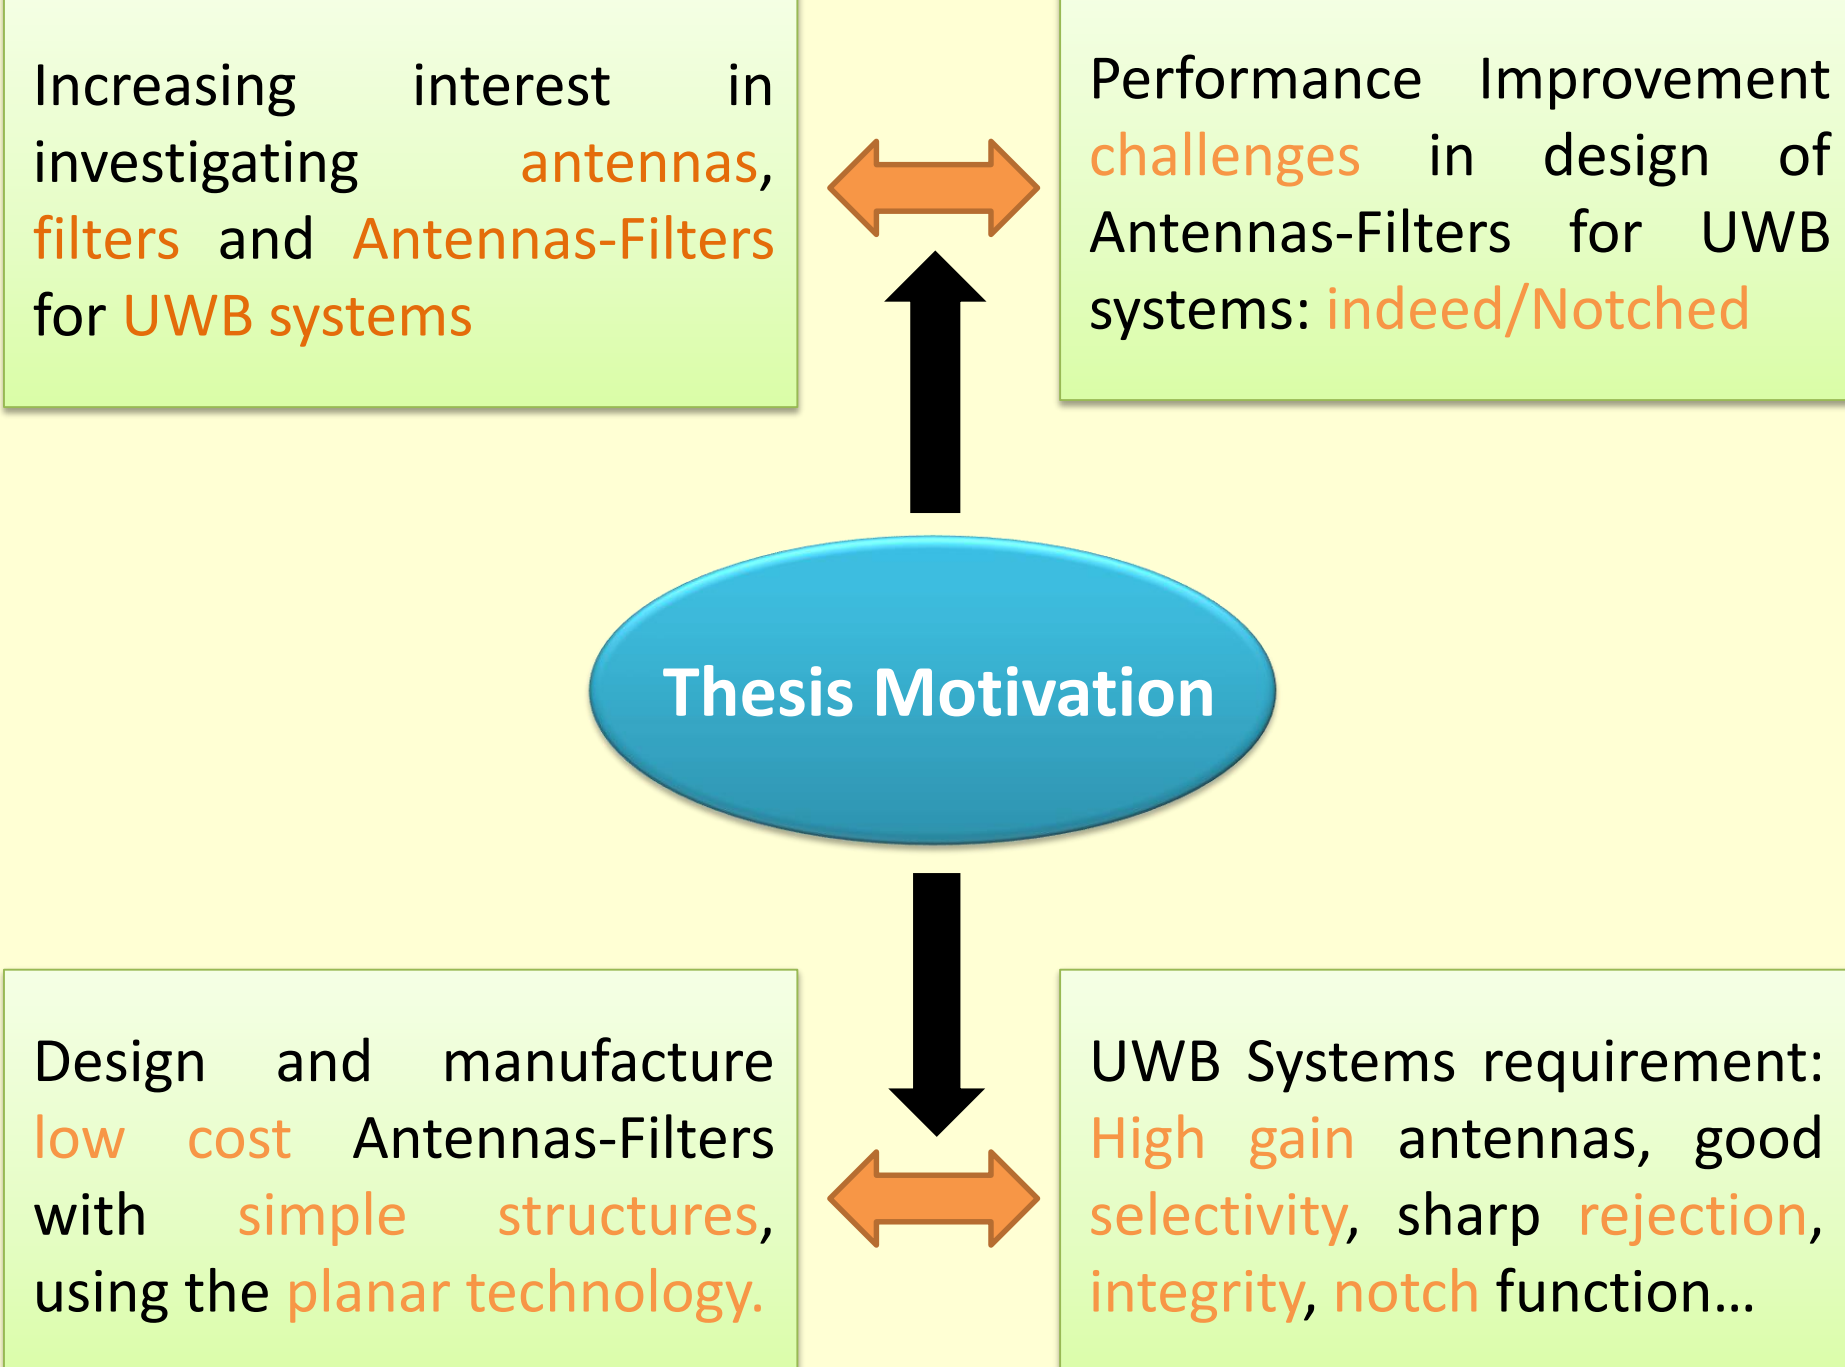 Increasing interest in
investigating antennas,
filters and Antennas-Filters
for UWB systems
Performance Improvement
challenges in design of
Antennas-Filters for UWB
systems: indeed/Notched
Thesis Motivation
Design and manufacture
low cost Antennas-Filters
with simple structures,
using the planar technology.
UWB Systems requirement:
High gain antennas, good
selectivity, sharp rejection,
integrity, notch function...